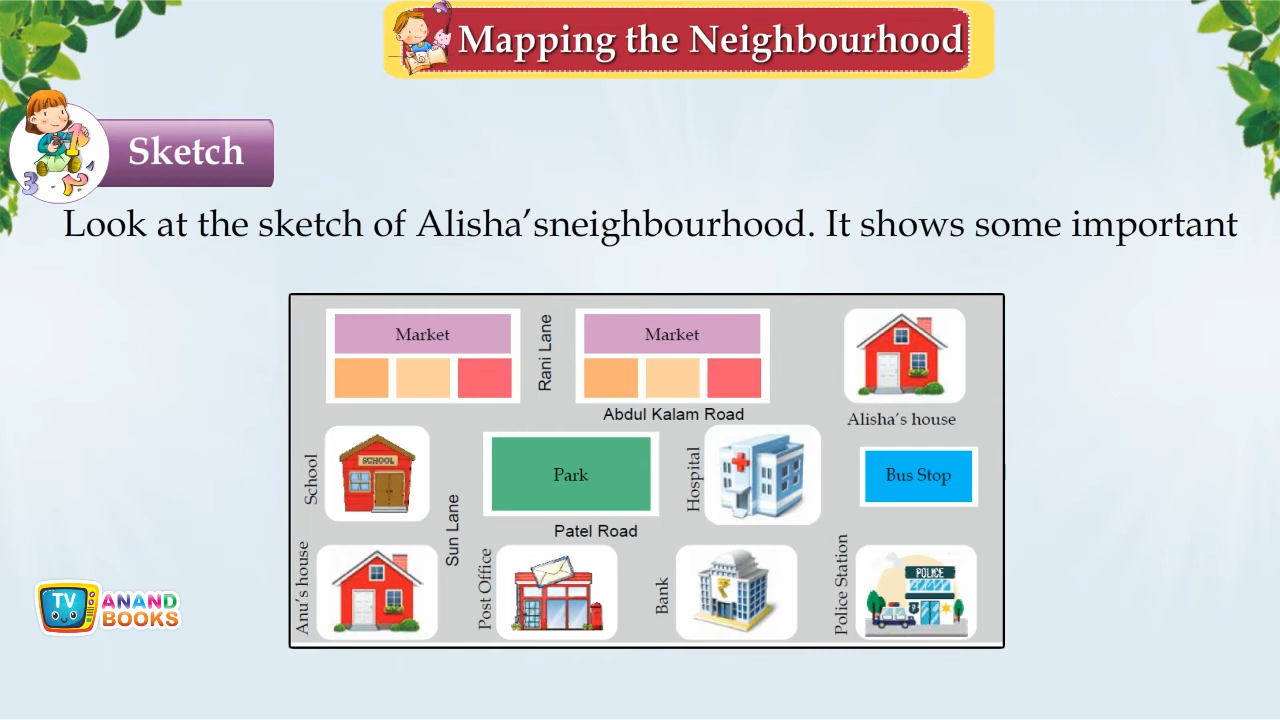 Mapping the Neighbourhood
Sketch
Look at the sketch of Alisha'sneighbourhood. It shows some important
Market
Rani Lane
Market
Abdul Kalam Road
Alisha's house
School
SCHOOL
Park
Hospital
Bus Stop
Sun Lane
Patel Road
Anu's house
Post Office
Bank
Police Station
POLICE
TV ANAND
BOOKS